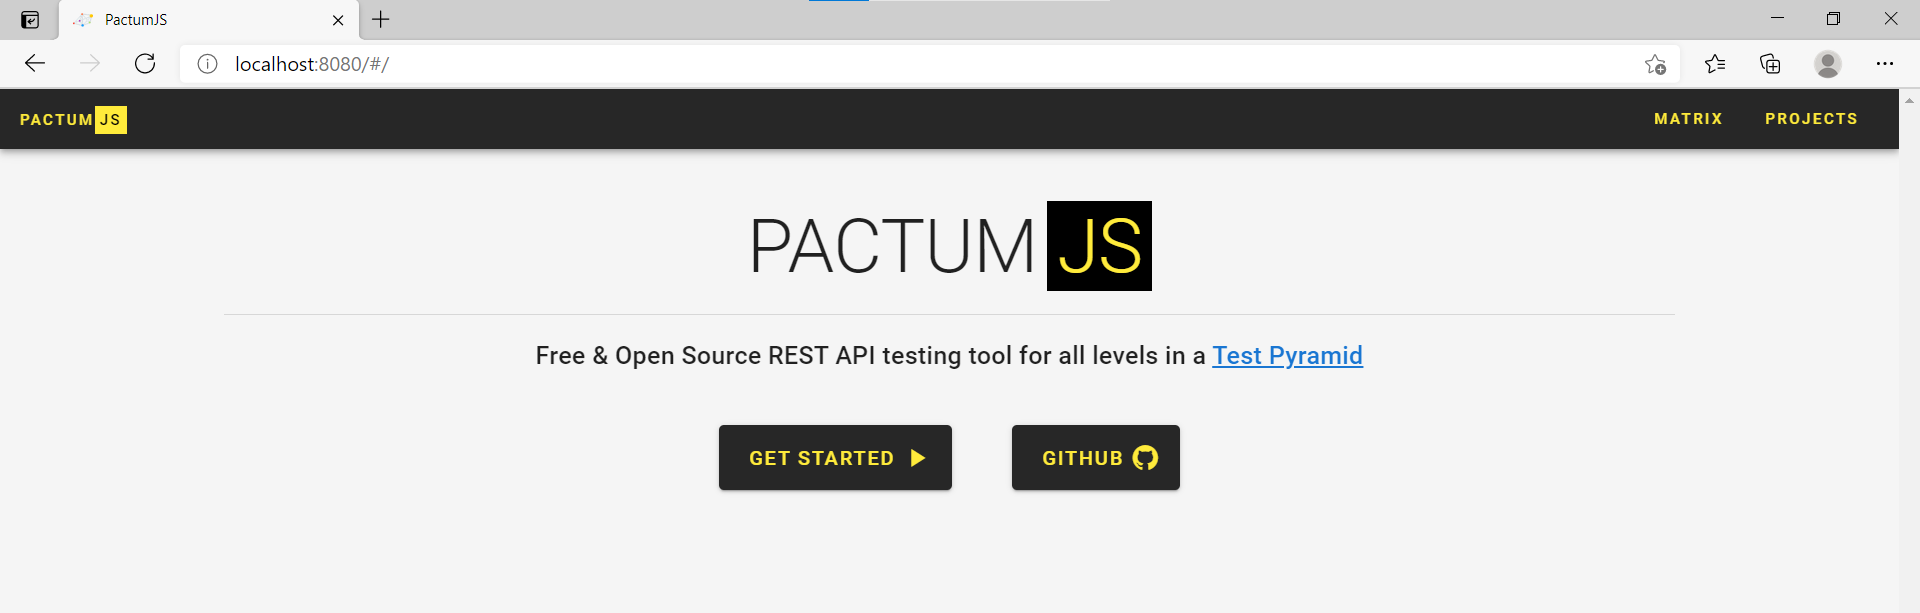 PactumJS
localhost:8080/#/
PACTUM JS
MATRIX PROJECTS
PACTUM JS
Free & Open Source REST API testing tool for all levels in a Test Pyramid
GET STARTED
GITHUB